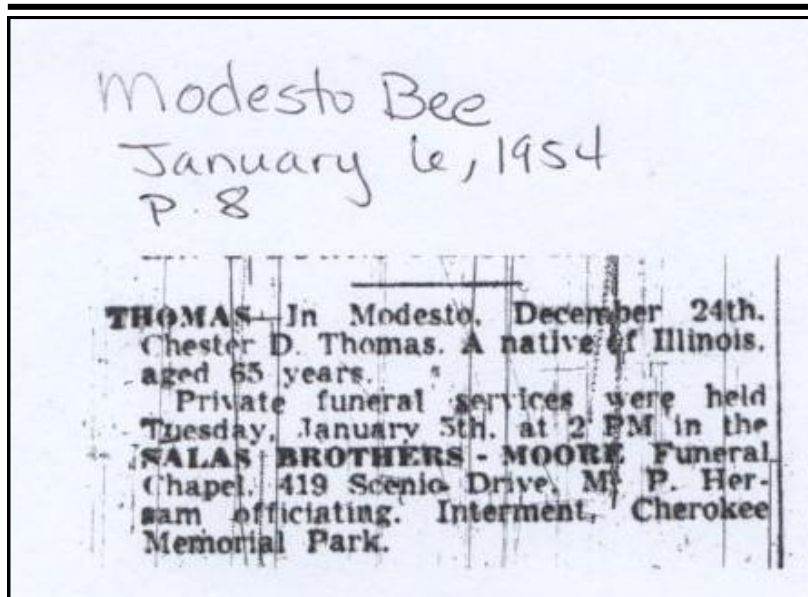 Modesto Bee
January 6, 1954
P. 8
THOMAS—In Modesto, December 24th.
Chester D. Thomas. A native of Illinois.
aged 65 years.
Private funeral services were held
Tuesday, January 5th, at 2 PM in the
SALAS BROTHERS - MOORE Funeral
Chapel, 419 Scenic Drive, M. P. Her-
sam officiating. Interment, Cherokee
Memorial Park.